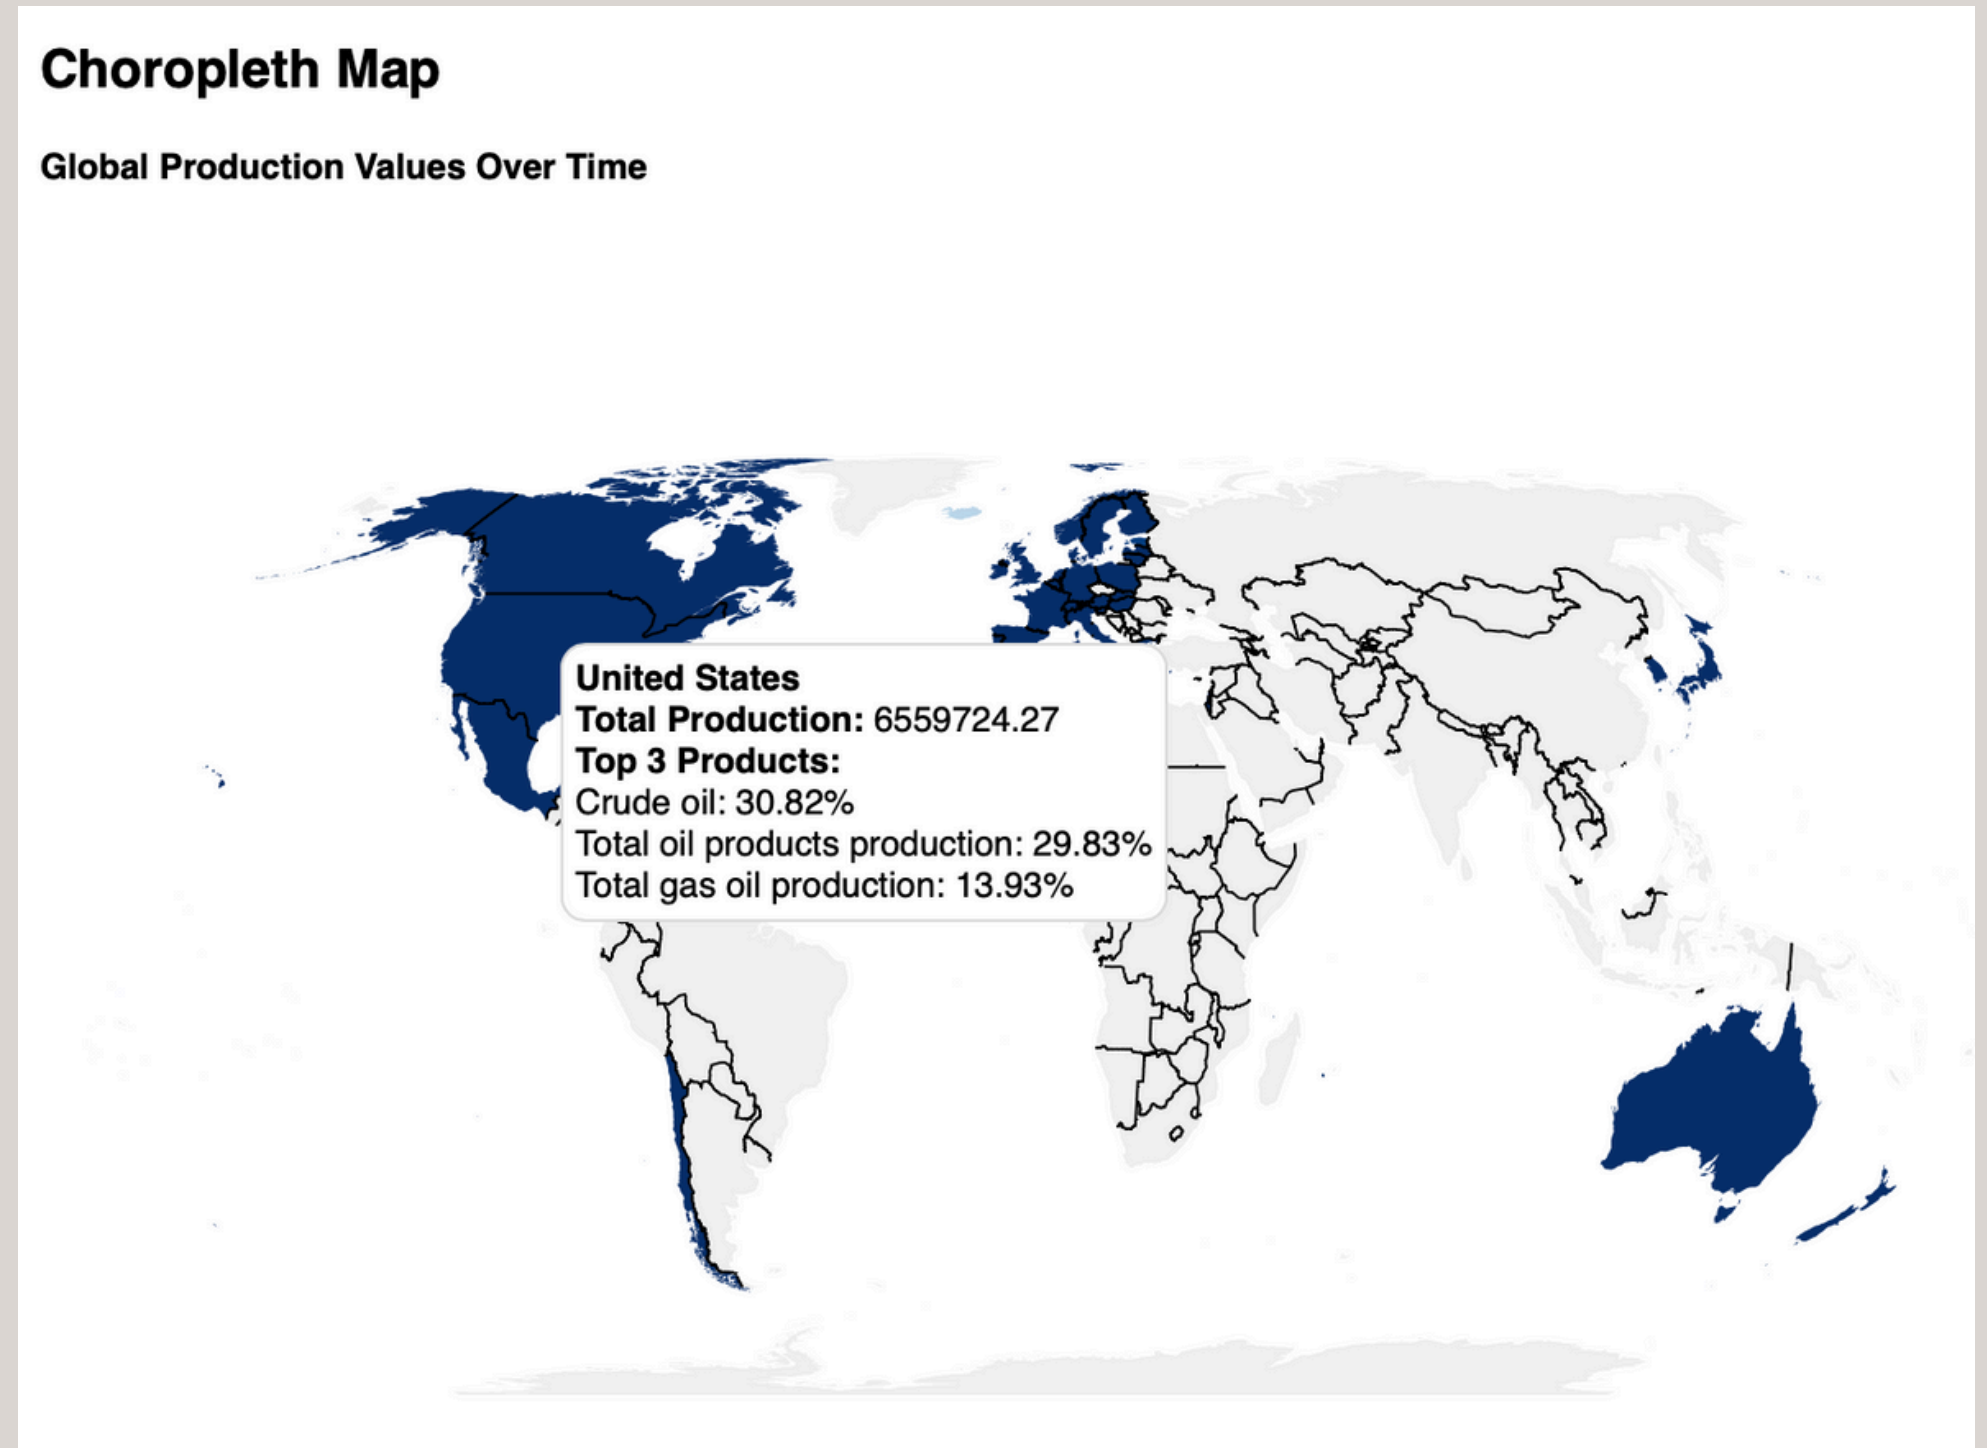 Choropleth Map
Global Production Values Over Time
United States
Total Production: 6559724.27
Top 3 Products:
Crude oil: 30.82%
Total oil products production: 29.83%
Total gas oil production: 13.93%